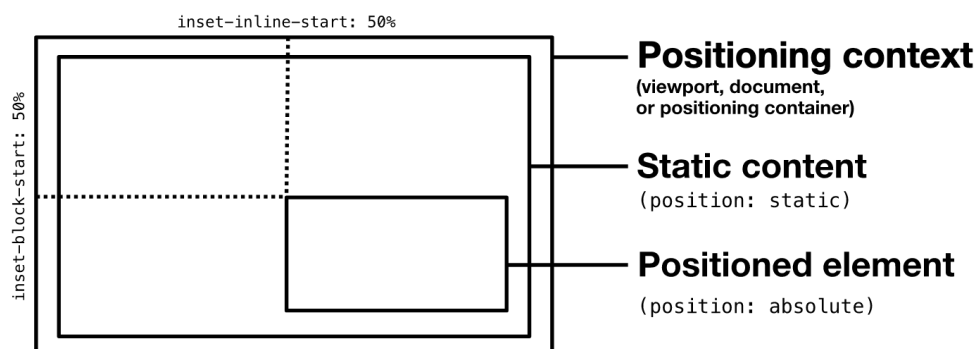 inset-inline-start: 50%
inset-block-start: 50%
Positioning context
(viewport, document,
or positioning container)
Static content
(position: static)
Positioned element
(position: absolute)